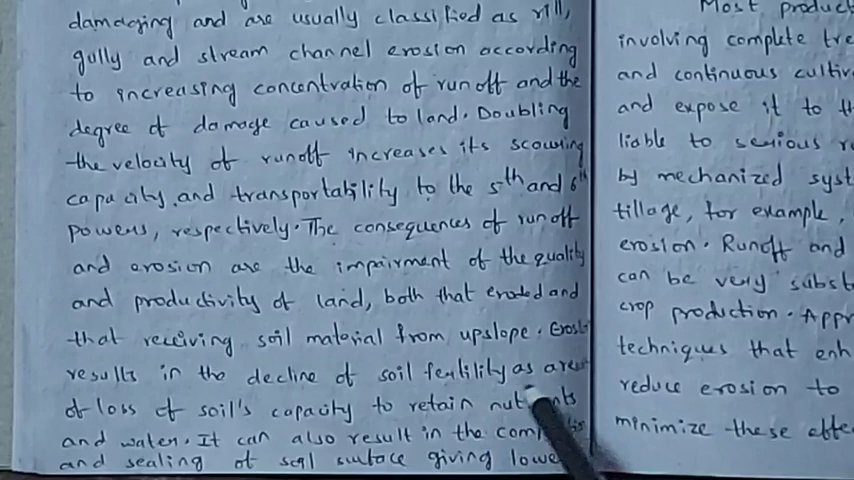 damaging and are usually classified as rill,
gully and stream channel erosion according
to increasing concentration of runoff and the
degree of damage caused to land. Doubling
the velocity of runoff increases its scouring
capacity and transportability to the 5th and 6th
powers, respectively. The consequences of runoff
and erosion are the impairment of the quality
and productivity of land, both that eroded and
that receiving soil material from upslope.
results in the decline of soil fertility as a
of loss of soil's capacity to retain
and water. It can also result in the
and sealing of soil surface giving
Most
involving complete
and continuous
and expose it to
liable to serious
by mechanized
tillage, for example,
erosion. Runoff and
can be very
crop production.
techniques that
reduce erosion to
minimize these